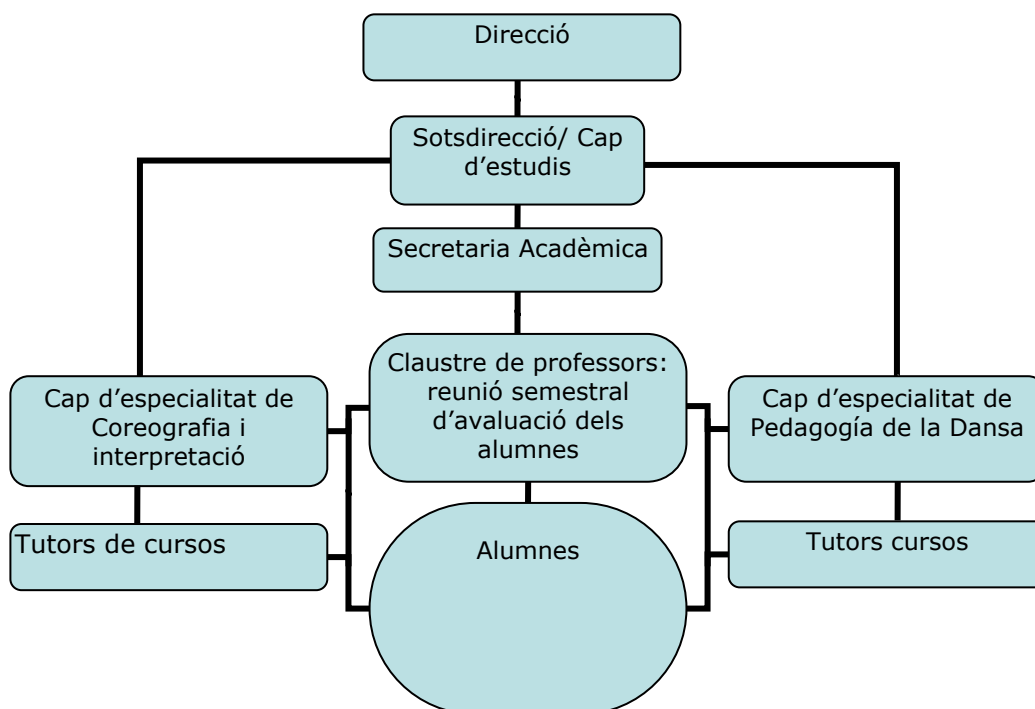 Direcció
Sotsdirecció/ Cap
d’estudis
Secretaria Acadèmica
Claustre de professors:
reunió semestral
d’avaluació dels
alumnes
Cap d’especialitat de
Coreografia i
interpretació
Cap d’especialitat de
Pedagogía de la Dansa
Tutors de cursos
Alumnes
Tutors cursos